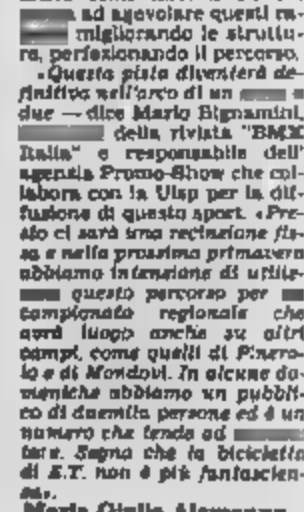 ad agevolare questi ra-
migliorando le struttu-
re, perfezionando il percorso.
«Questa pista diventerà de-
finitiva nell'arco di un
due — dice Mario Bignamini,
della rivista "BMX
Italia" e responsabile dell'
agenzia Promo-Show che col-
labora con la Uisp per la dif-
fusione di questo sport. «Pre-
sto ci sarà una recinzione fis-
sa e nella prossima primavera
abbiamo intenzione di utiliz-
questo percorso per
campionato regionale che
avrà luogo anche su altri
campi, come quelli di Pinero-
lo e di Mondovì. In alcune do-
meniche abbiamo un pubbli-
co di duemila persone ed è un
numero che tende ad
tare. Segno che la bicicletta
di E.T. non è più fantascien-
za».